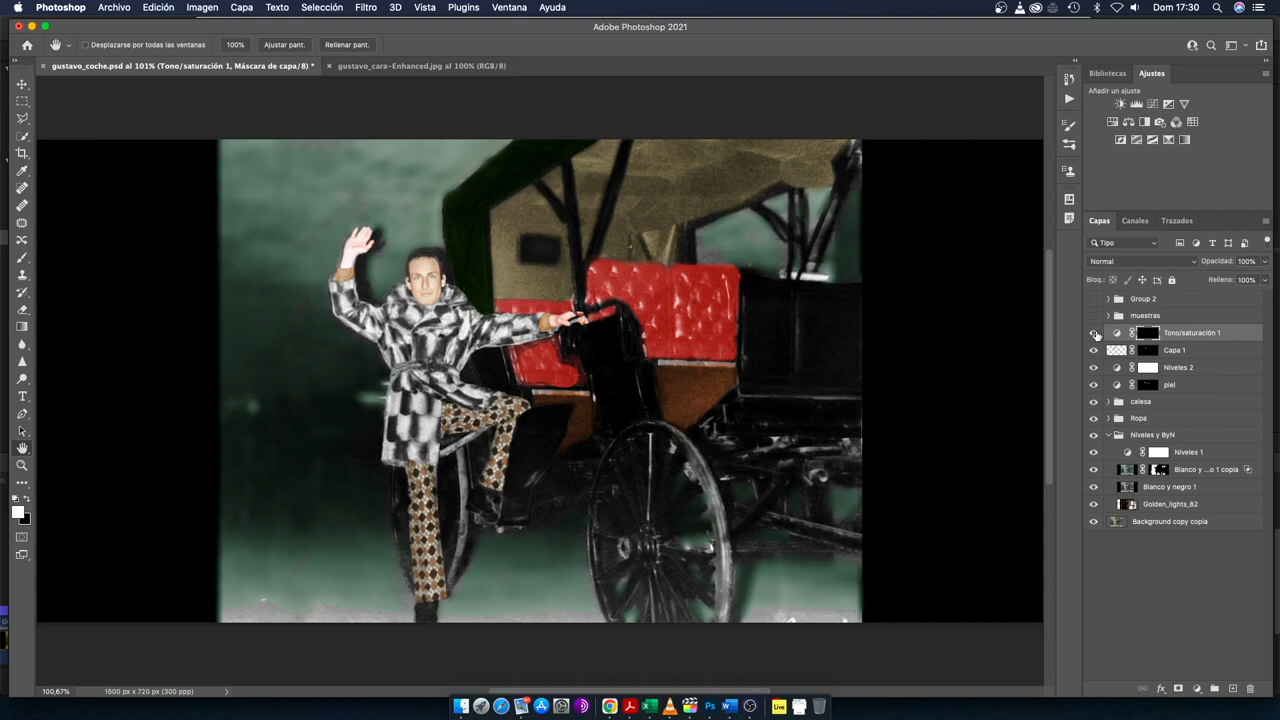 Photoshop Archivo Edición Imagen Capa Texto Selección Filtro 3D Vista Plugins Ventana Ayuda Dom 17:30
Adobe Photoshop 2021
Desplazarse por todas las ventanas 100% Ajustar pant. Rellenar pant.
gustavo_coche.psd al 101% (Tono/saturación 1, Máscara de capa/8) * gustavo_cara-Enhanced.jpg al 100% (RGB/8)
Bibliotecas Ajustes
Añadir un ajuste
Capas Canales Trazados
Tipo
Normal Opacidad: 100%
Bloq.: Relleno: 100%
Group 2
muestras
Tono/saturación 1
Capa 1
Niveles 2
piel
calesa
Ropa
Niveles y ByN
Niveles 1
Blanco y ...o 1 copia
Blanco y negro 1
Golden_lights_82
Background copy copia
100,67% 1500 px x 720 px (300 ppp)
Live